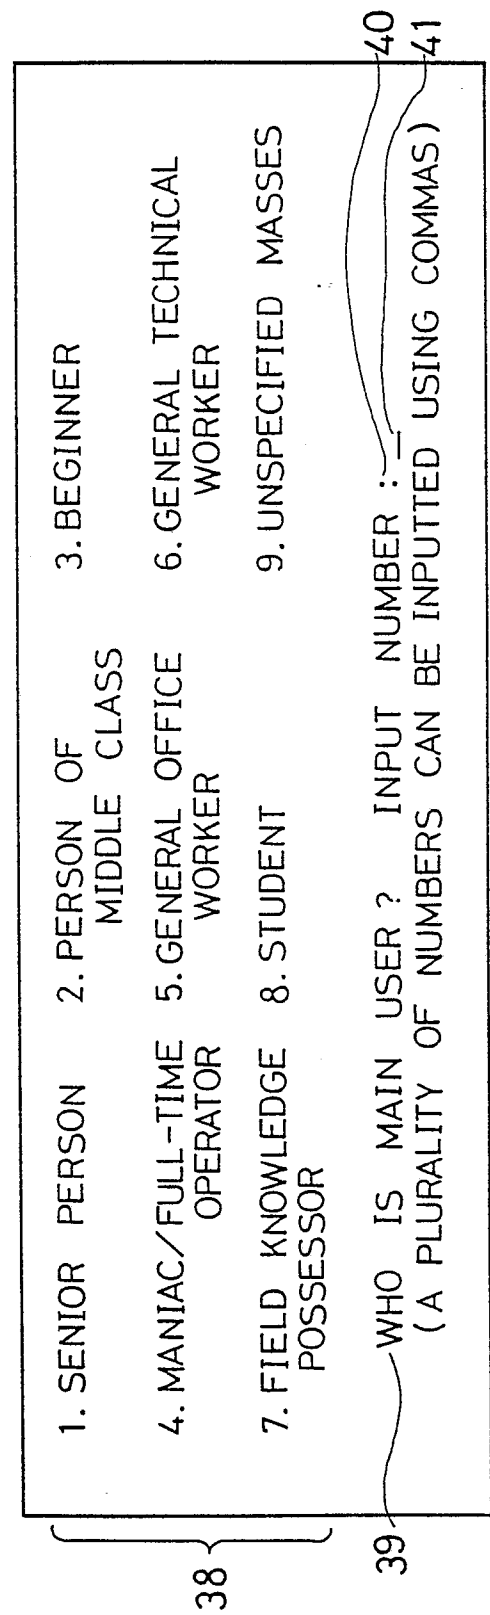 1. SENIOR PERSON 2. PERSON OF 3. BEGINNER
MIDDLE CLASS
4. MANIAC/FULL-TIME 5. GENERAL OFFICE 6. GENERAL TECHNICAL
OPERATOR WORKER WORKER
7. FIELD KNOWLEDGE 8. STUDENT 9. UNSPECIFIED MASSES
POSSESSOR
38
39 WHO IS MAIN USER ? INPUT NUMBER : _ 40
(A PLURALITY OF NUMBERS CAN BE INPUTTED USING COMMAS) 41